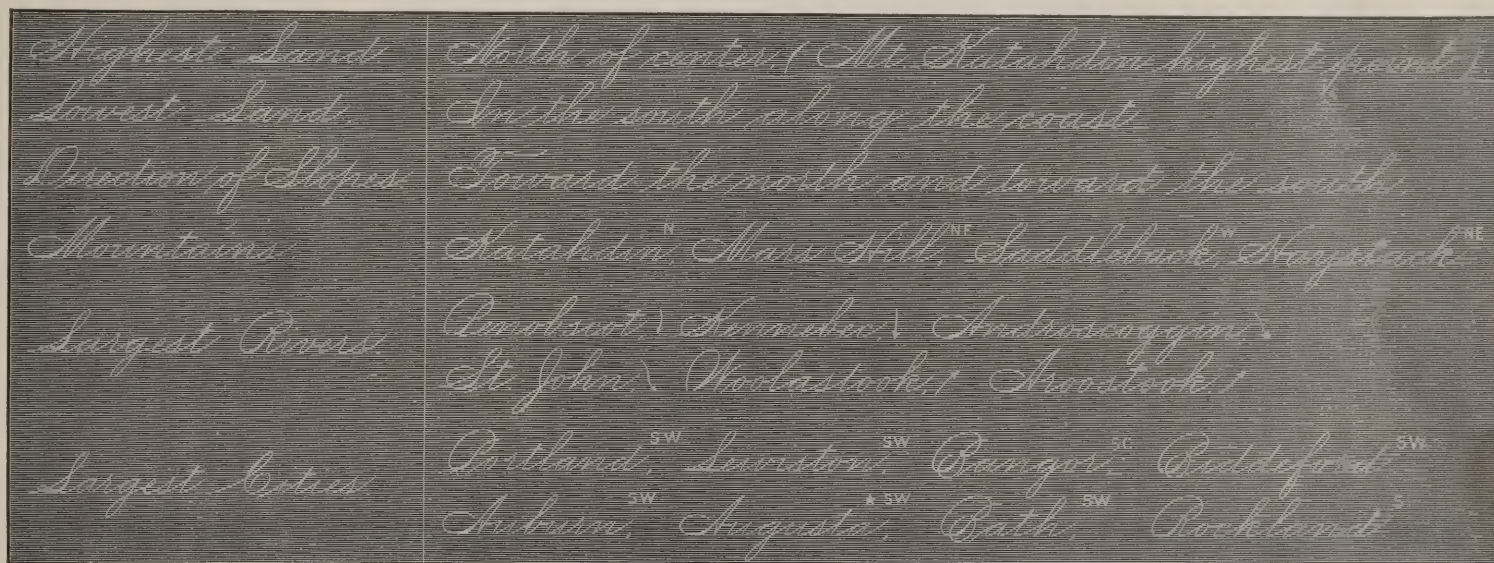 Highest Land North of center (Mt. Katahdin highest point)
Lowest Land In the south along the coast
Direction of Slopes Toward the north and toward the south
Mountains Katahdin,N Mars Hill,NE Saddleback,W Haystack NE
Largest Rivers. Penobscot, Kennebec, Androscoggin,
St. John, Woolastook, Aroostook,
Largest Cities. Portland,SW Lewiston,SW Bangor,SC Biddeford SW
Auburn,SW Augusta,★SW Bath,SW Rockland S